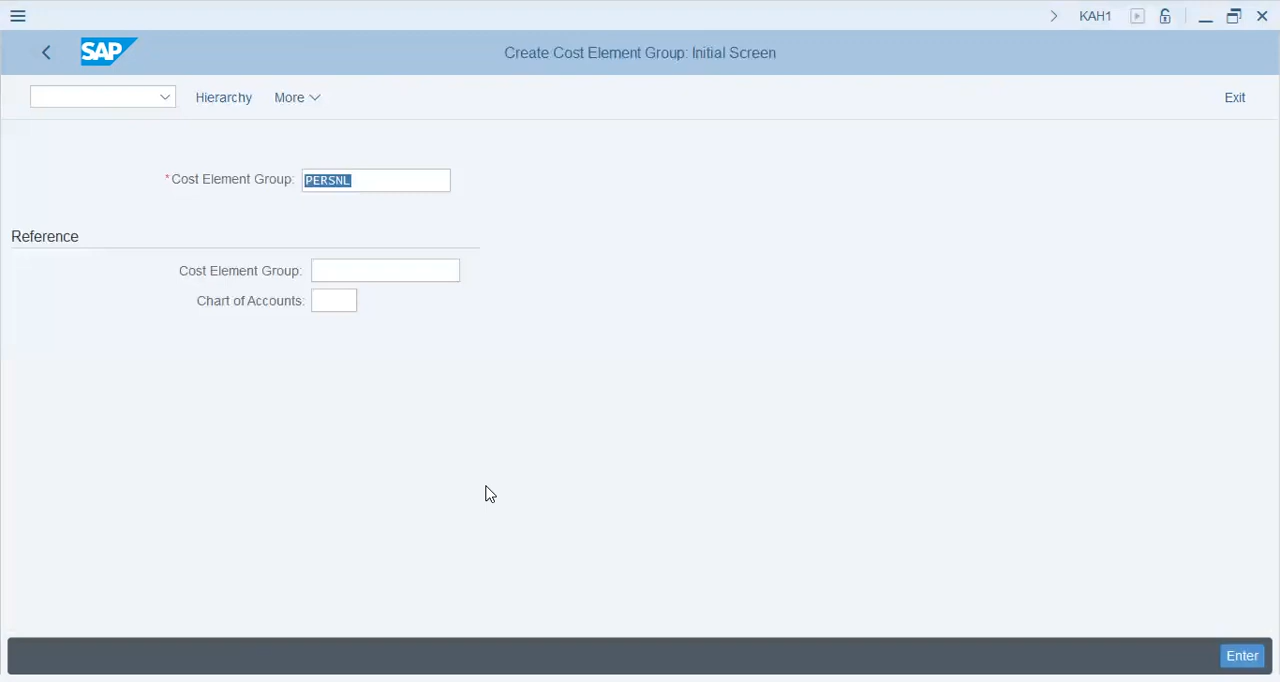 KAH1
SAP
Create Cost Element Group: Initial Screen
Hierarchy More Exit
*Cost Element Group: PERSNL
Reference
Cost Element Group:
Chart of Accounts:
Enter